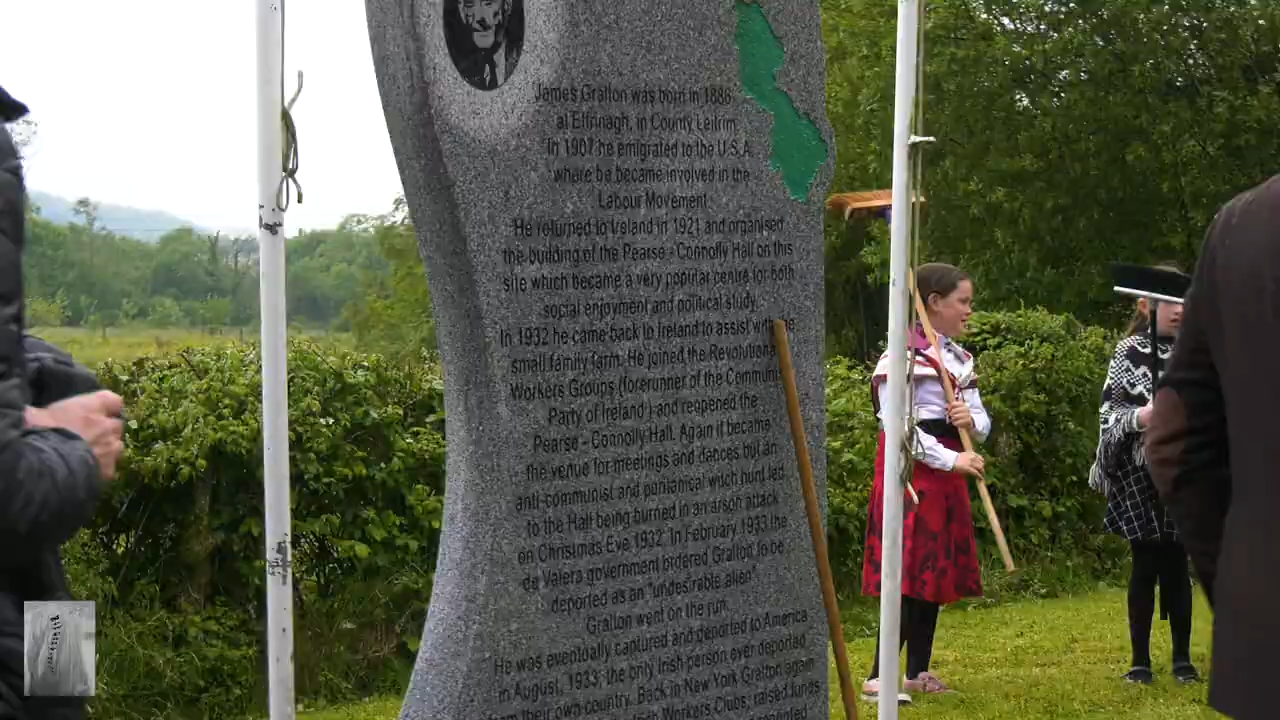 James Gralton was born in 1886
at Effrinagh, in County Leitrim.
In 1907 he emigrated to the U.S.A.
where be became involved in the
Labour Movement.
He returned to Ireland in 1921 and organised
the building of the Pearse - Connolly Hall on this
site which became a very popular centre for both
social enjoyment and political study.
In 1932 he came back to Ireland to assist with the
small family farm. He joined the Revolutiona
Workers Groups (forerunner of the Communis
Party of Ireland ) and reopened the
Pearse - Connolly Hall. Again it became
the venue for meetings and dances but an
anti-communist and puritanical witch hunt led
to the Hall being burned in an arson attack
on Christmas Eve 1932. In February 1933 the
de Valera government ordered Gralton to be
deported as an "undesirable alien".
Gralton went on the run.
He was eventually captured and deported to America
in August, 1933, the only Irish person ever deported
from their own country. Back in New York Gralton again
Irish Workers Clubs, raised funds